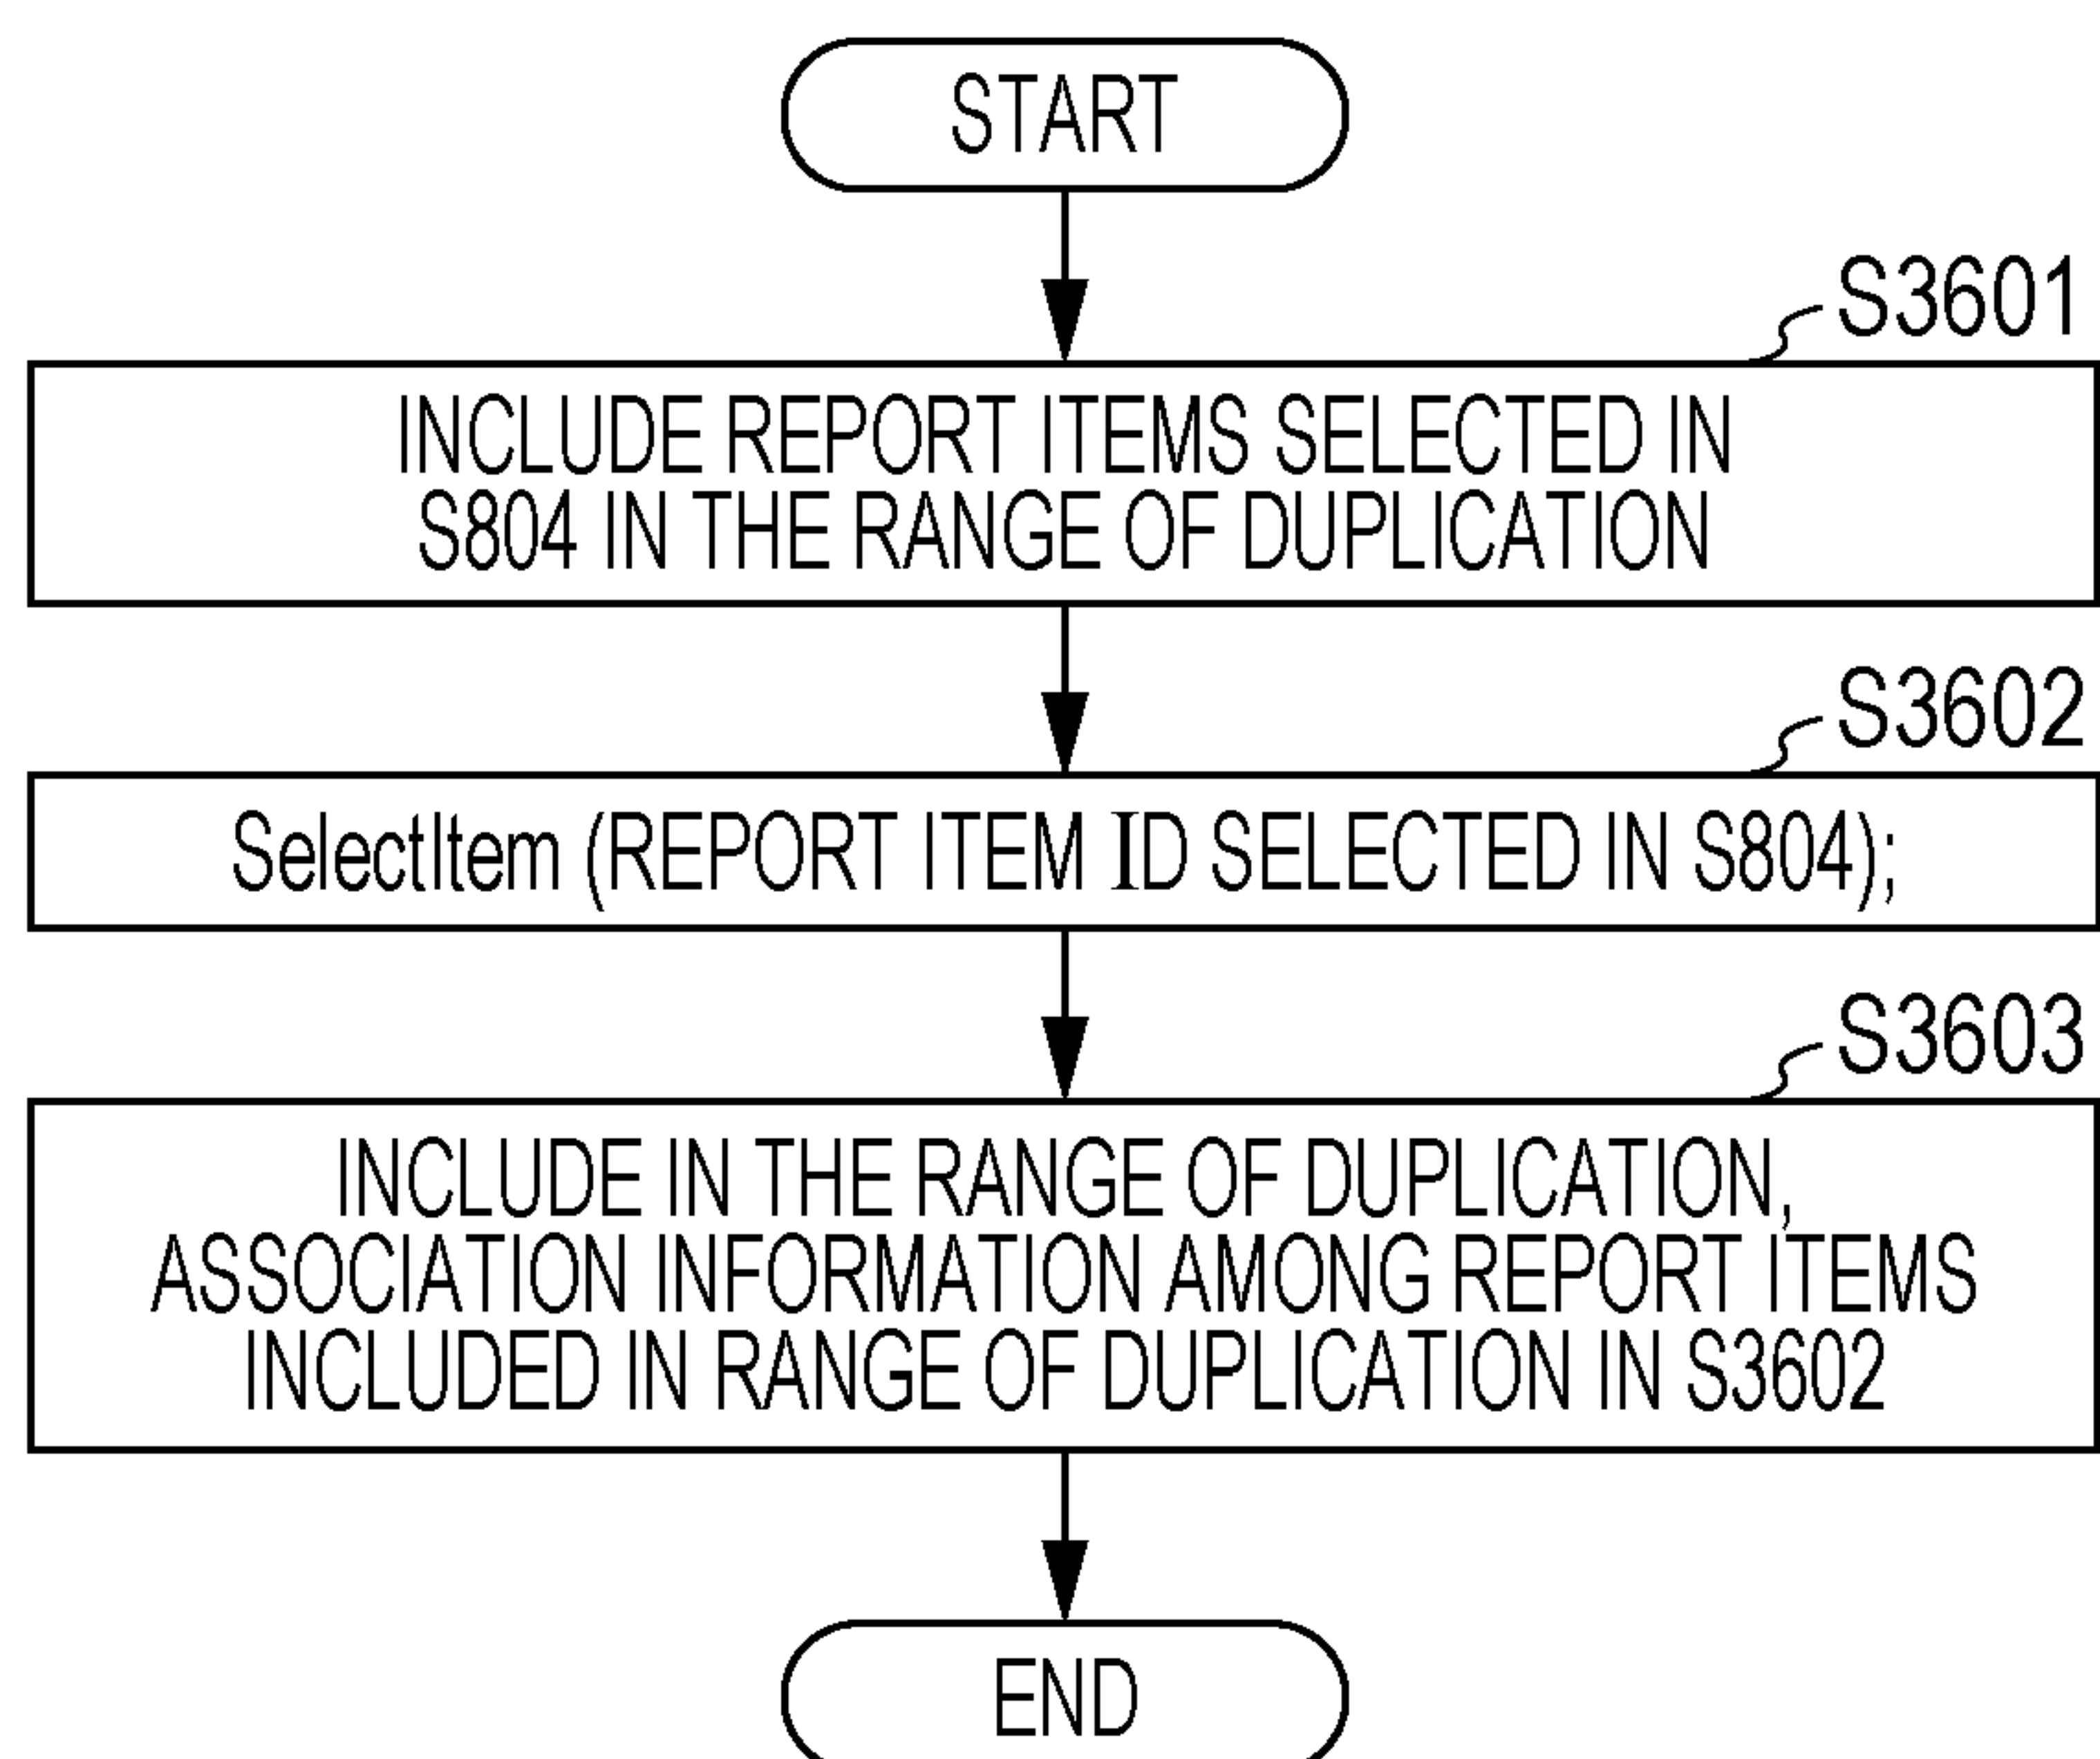 START
S3601
INCLUDE REPORT ITEMS SELECTED IN
S804 IN THE RANGE OF DUPLICATION
S3602
SelectItem (REPORT ITEM ID SELECTED IN S804);
S3603
INCLUDE IN THE RANGE OF DUPLICATION,
ASSOCIATION INFORMATION AMONG REPORT ITEMS
INCLUDED IN RANGE OF DUPLICATION IN S3602
END